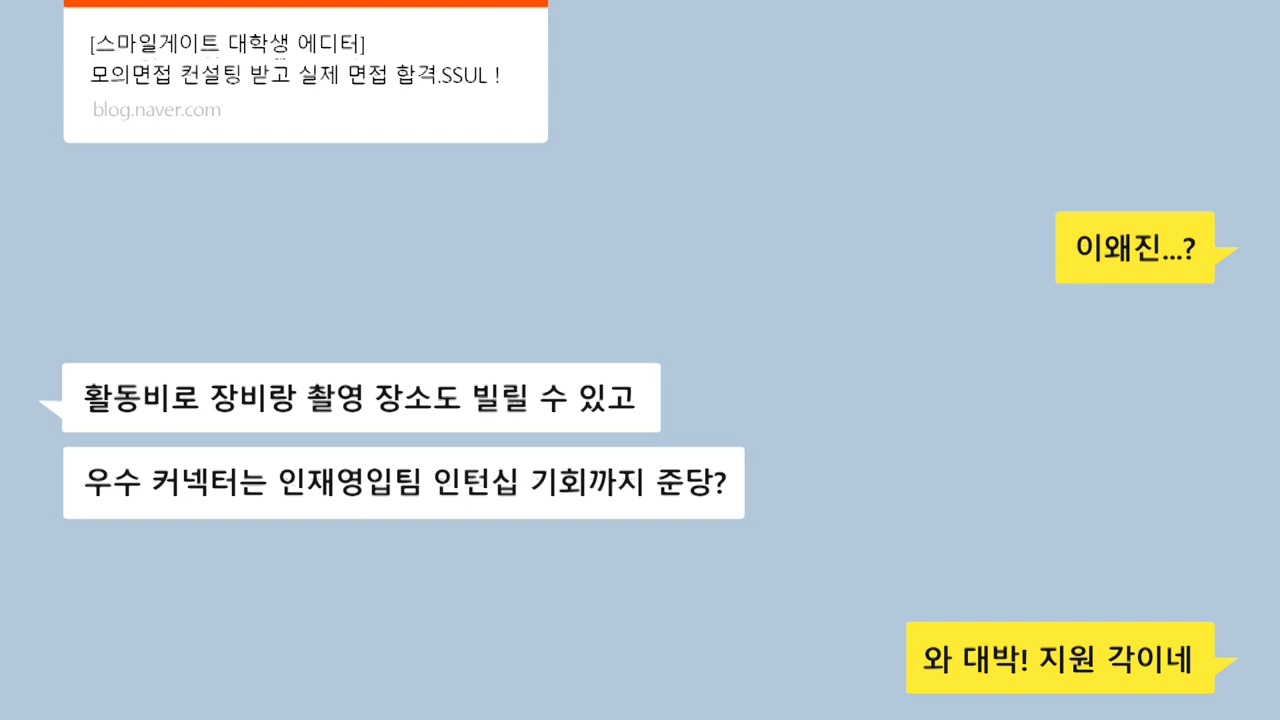 [스마일게이트 대학생 에디터]
모의면접 컨설팅 받고 실제 면접 합격.SSUL !
blog.naver.com
이왜진...?
활동비로 장비랑 촬영 장소도 빌릴 수 있고
우수 커넥터는 인재영입팀 인턴십 기회까지 준당?
와 대박! 지원 각이네